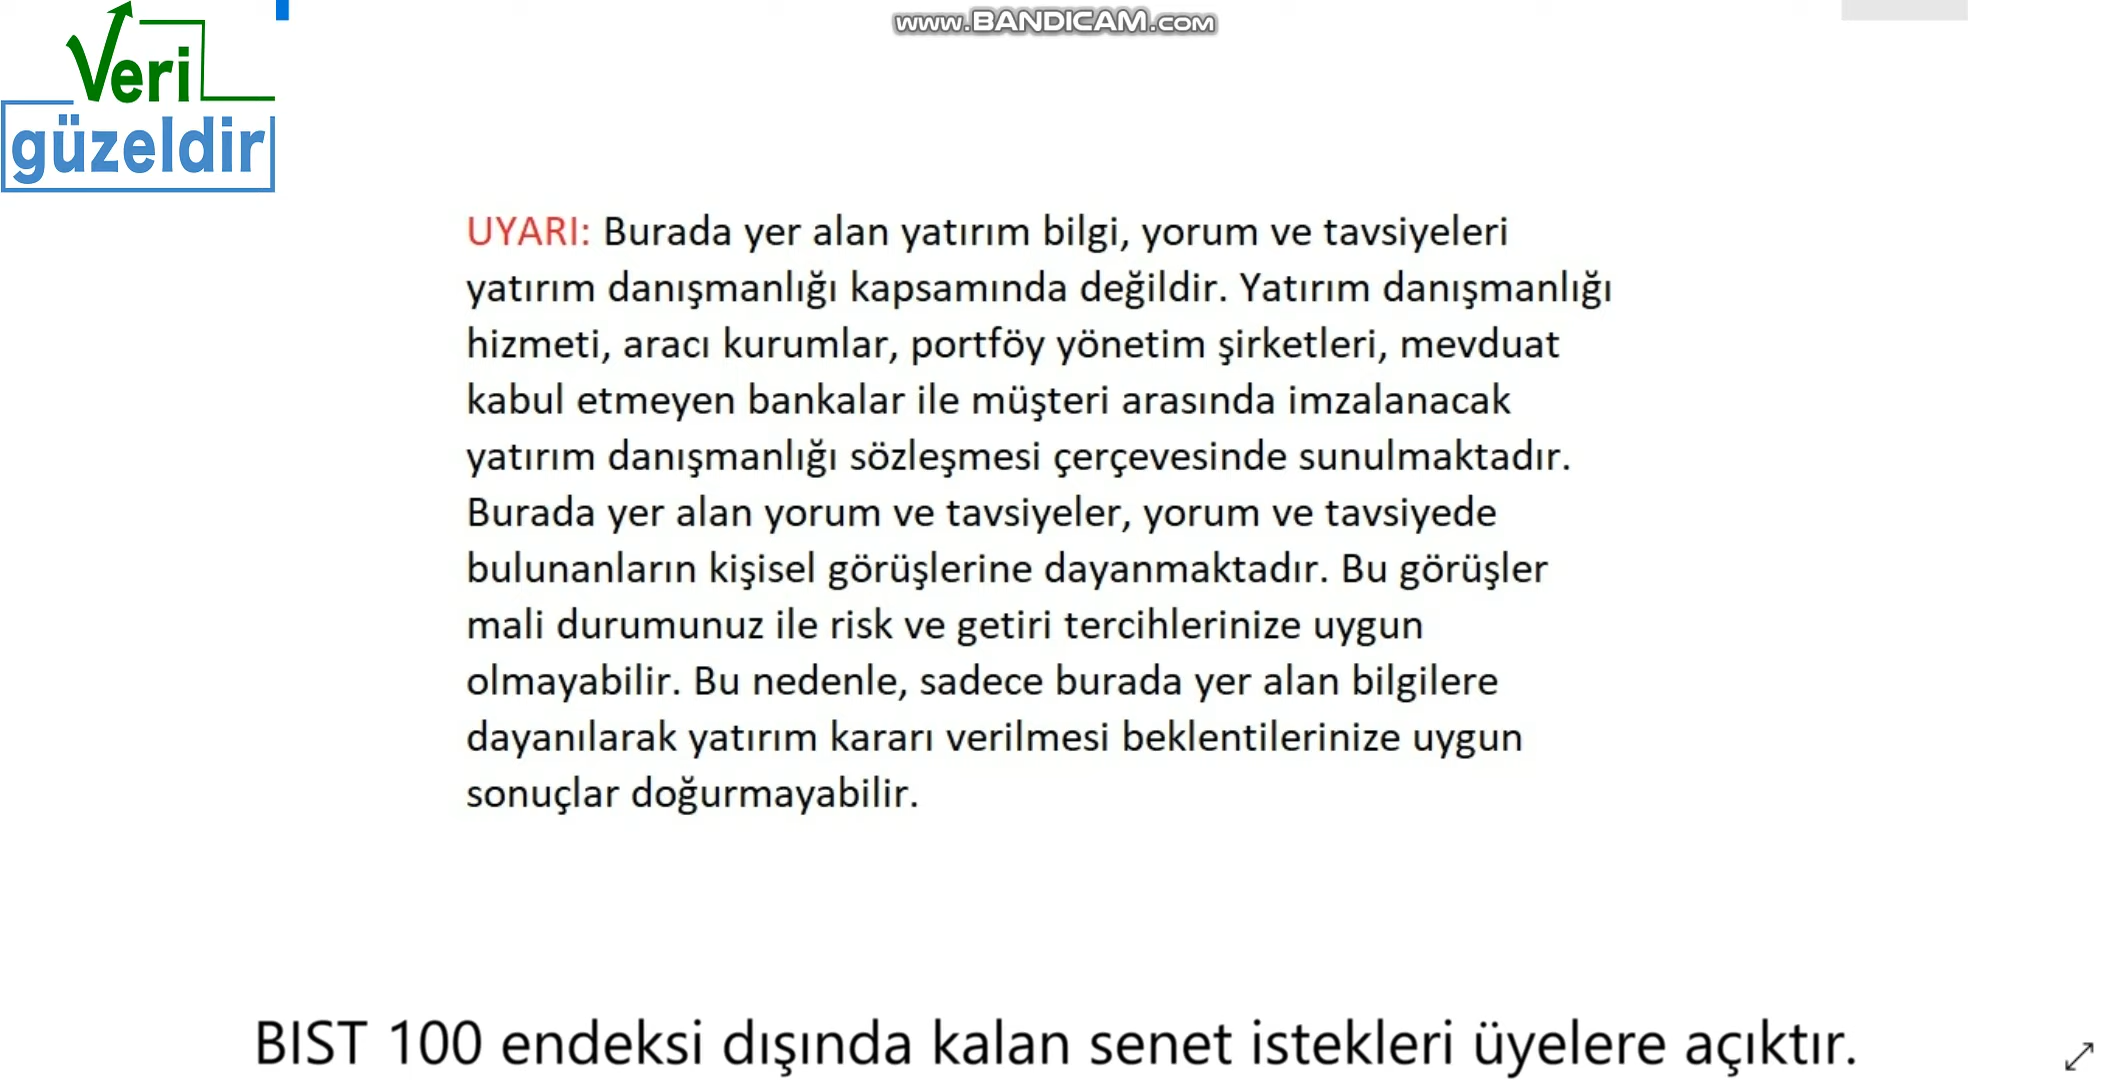 www.BANDICAM.com
Veri
güzeldir
UYARI: Burada yer alan yatırım bilgi, yorum ve tavsiyeleri
yatırım danışmanlığı kapsamında değildir. Yatırım danışmanlığı
hizmeti, aracı kurumlar, portföy yönetim şirketleri, mevduat
kabul etmeyen bankalar ile müşteri arasında imzalanacak
yatırım danışmanlığı sözleşmesi çerçevesinde sunulmaktadır.
Burada yer alan yorum ve tavsiyeler, yorum ve tavsiyede
bulunanların kişisel görüşlerine dayanmaktadır. Bu görüşler
mali durumunuz ile risk ve getiri tercihlerinize uygun
olmayabilir. Bu nedenle, sadece burada yer alan bilgilere
dayanılarak yatırım kararı verilmesi beklentilerinize uygun
sonuçlar doğurmayabilir.
BIST 100 endeksi dışında kalan senet istekleri üyelere açıktır.